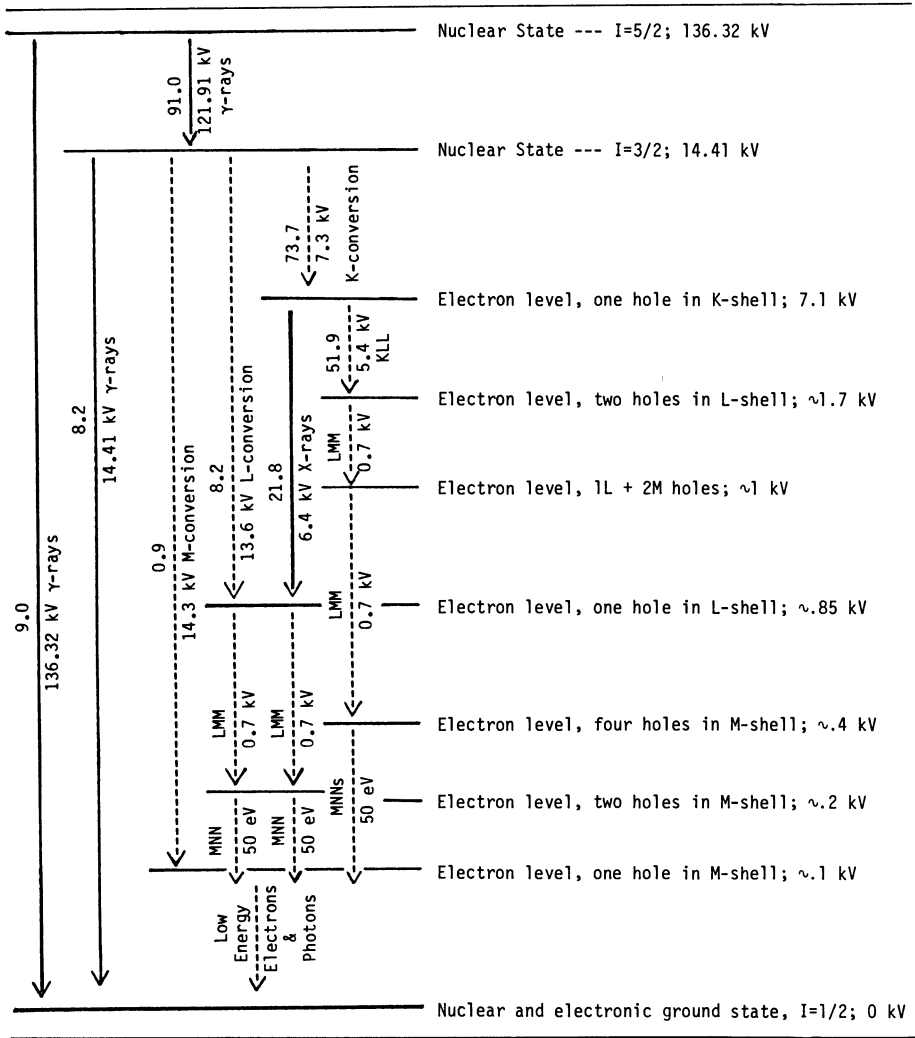 Nuclear State --- I=5/2; 136.32 kV
91.0
121.91 kV
γ-rays
Nuclear State --- I=3/2; 14.41 kV
73.7
7.3 kV
K-conversion
Electron level, one hole in K-shell; 7.1 kV
51.9
5.4 kV
KLL
Electron level, two holes in L-shell; ~1.7 kV
LMM
0.7 kV
Electron level, 1L + 2M holes; ~1 kV
8.2
14.41 kV γ-rays
8.2
13.6 kV L-conversion
21.8
6.4 kV X-rays
0.9
14.3 kV M-conversion
9.0
136.32 kV γ-rays
LMM
0.7 kV
Electron level, one hole in L-shell; ~.85 kV
LMM
0.7 kV
LMM
0.7 kV
Electron level, four holes in M-shell; ~.4 kV
MNNs
50 eV
Electron level, two holes in M-shell; ~.2 kV
MNN
50 eV
MNN
50 eV
Electron level, one hole in M-shell; ~.1 kV
Low
Energy
Electrons
&
Photons
Nuclear and electronic ground state, I=1/2; 0 kV